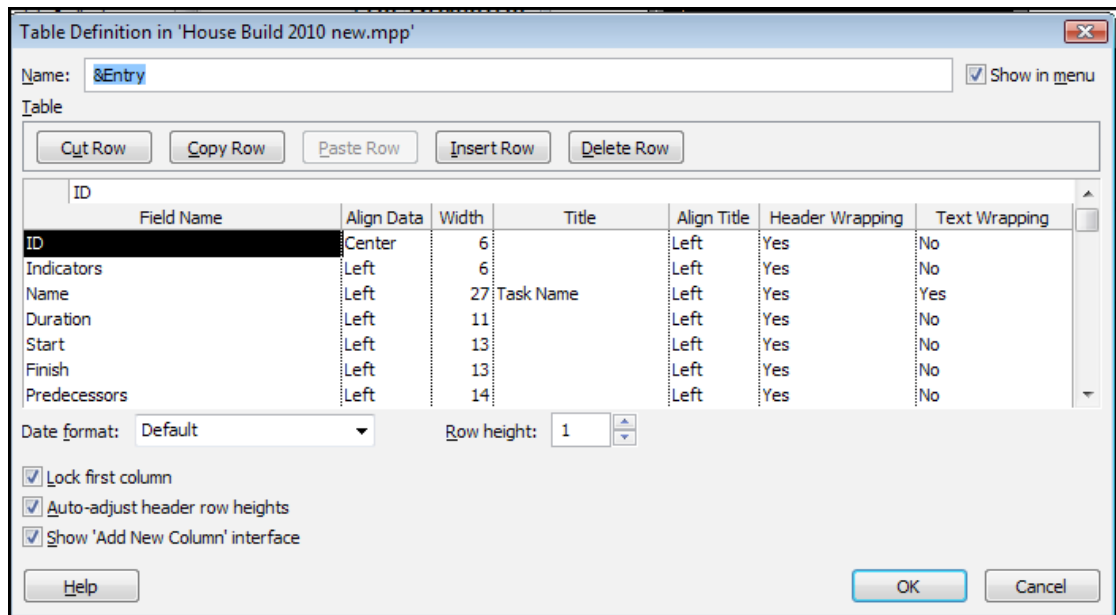 Table Definition in 'House Build 2010 new.mpp'
Name: &Entry Show in menu
Table
Cut Row Copy Row Paste Row Insert Row Delete Row
ID
Field Name Align Data Width Title Align Title Header Wrapping Text Wrapping
ID Center 6 Left Yes No
Indicators Left 6 Left Yes No
Name Left 27 Task Name Left Yes Yes
Duration Left 11 Left Yes No
Start Left 13 Left Yes No
Finish Left 13 Left Yes No
Predecessors Left 14 Left Yes No
Date format: Default Row height: 1
Lock first column
Auto-adjust header row heights
Show 'Add New Column' interface
Help OK Cancel